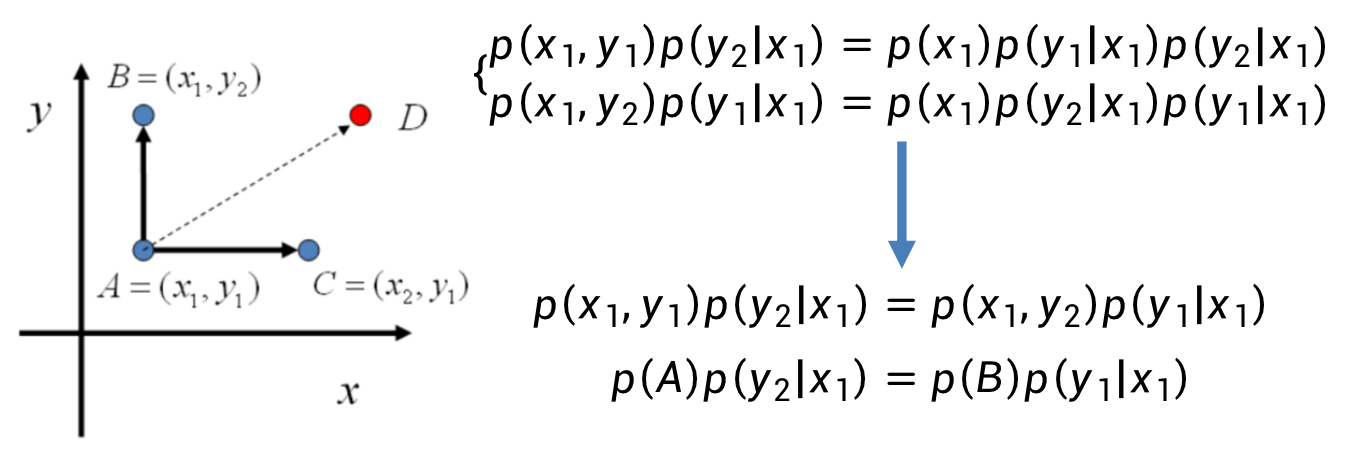 y
B = (x₁, y₂)
D
A = (x₁, y₁)
C = (x₂, y₁)
x
{p(x₁, y₁)p(y₂|x₁) = p(x₁)p(y₁|x₁)p(y₂|x₁)
p(x₁, y₂)p(y₁|x₁) = p(x₁)p(y₂|x₁)p(y₁|x₁)
p(x₁, y₁)p(y₂|x₁) = p(x₁, y₂)p(y₁|x₁)
p(A)p(y₂|x₁) = p(B)p(y₁|x₁)